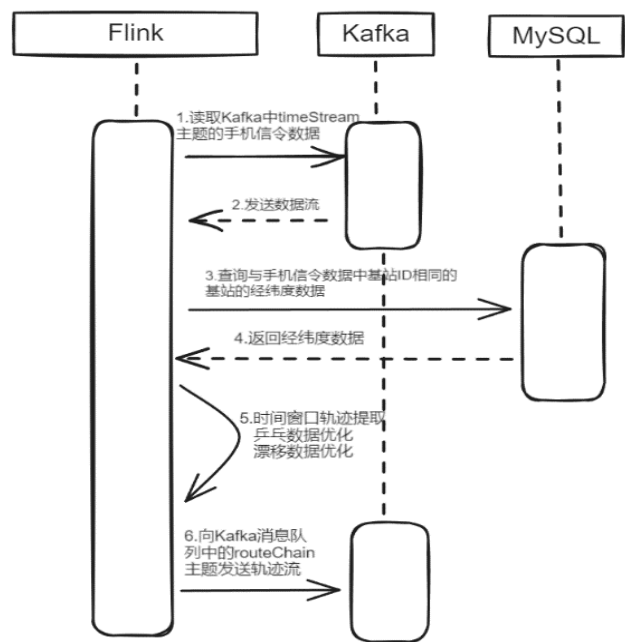 Flink
Kafka
MySQL
1.读取Kafka中timeStream
主题的手机信令数据
2.发送数据流
3.查询与手机信令数据中基站ID相同的
基站的经纬度数据
4.返回经纬度数据
5.时间窗口轨迹提取
乒乓数据优化
漂移数据优化
6.向Kafka消息队
列中的routeChain
主题发送轨迹流